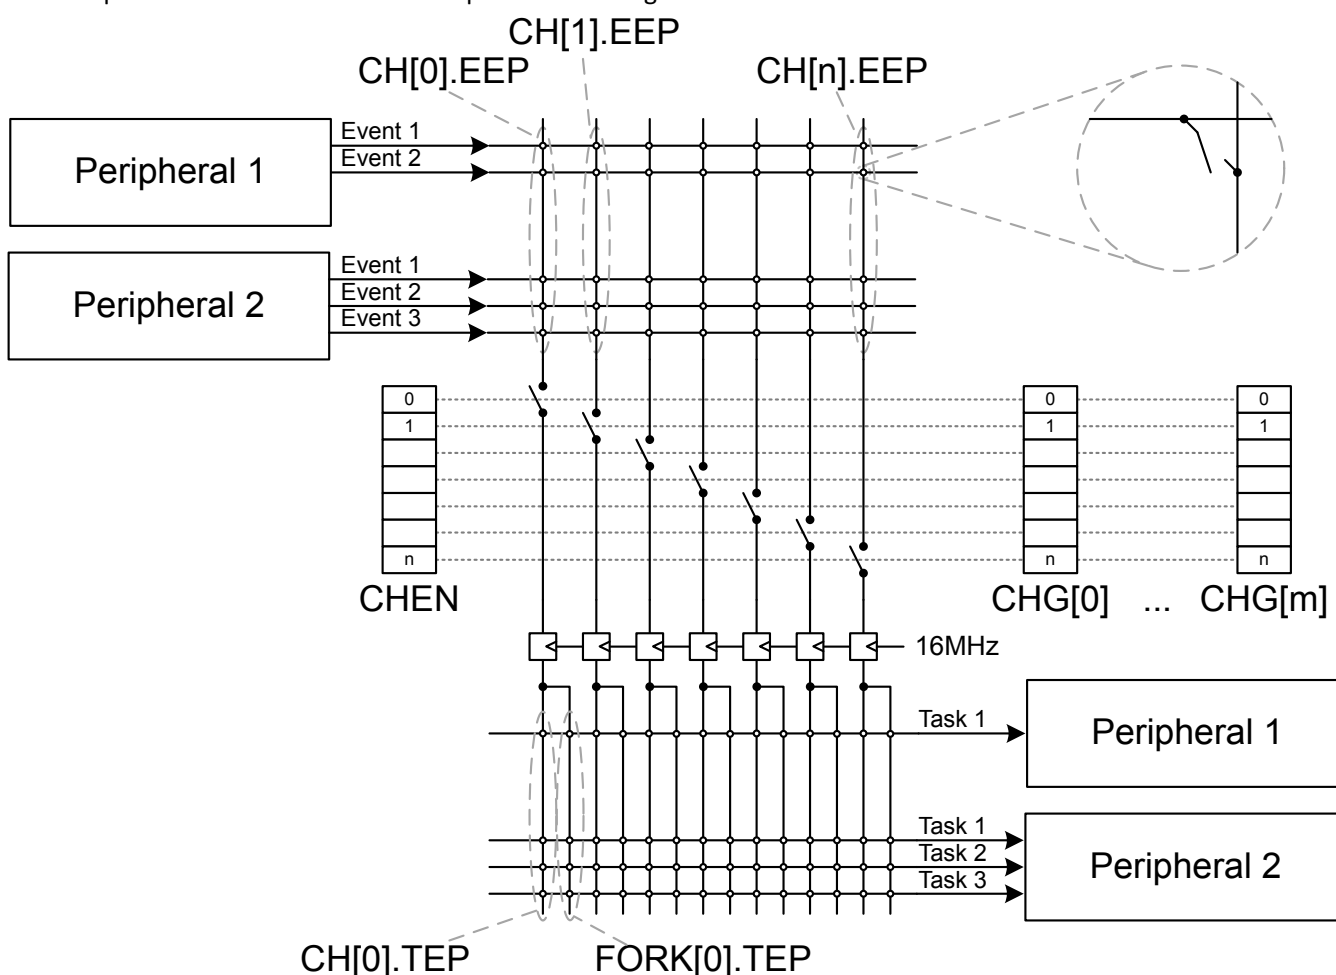 CH[1].EEP
CH[0].EEP
CH[n].EEP
Event 1
Event 2
Peripheral 1
Event 1
Event 2
Event 3
Peripheral 2
0
1
n
CHEN
0
1
n
CHG[0]
...
0
1
n
CHG[m]
16MHz
Task 1
Peripheral 1
Task 1
Task 2
Task 3
Peripheral 2
CH[0].TEP
FORK[0].TEP